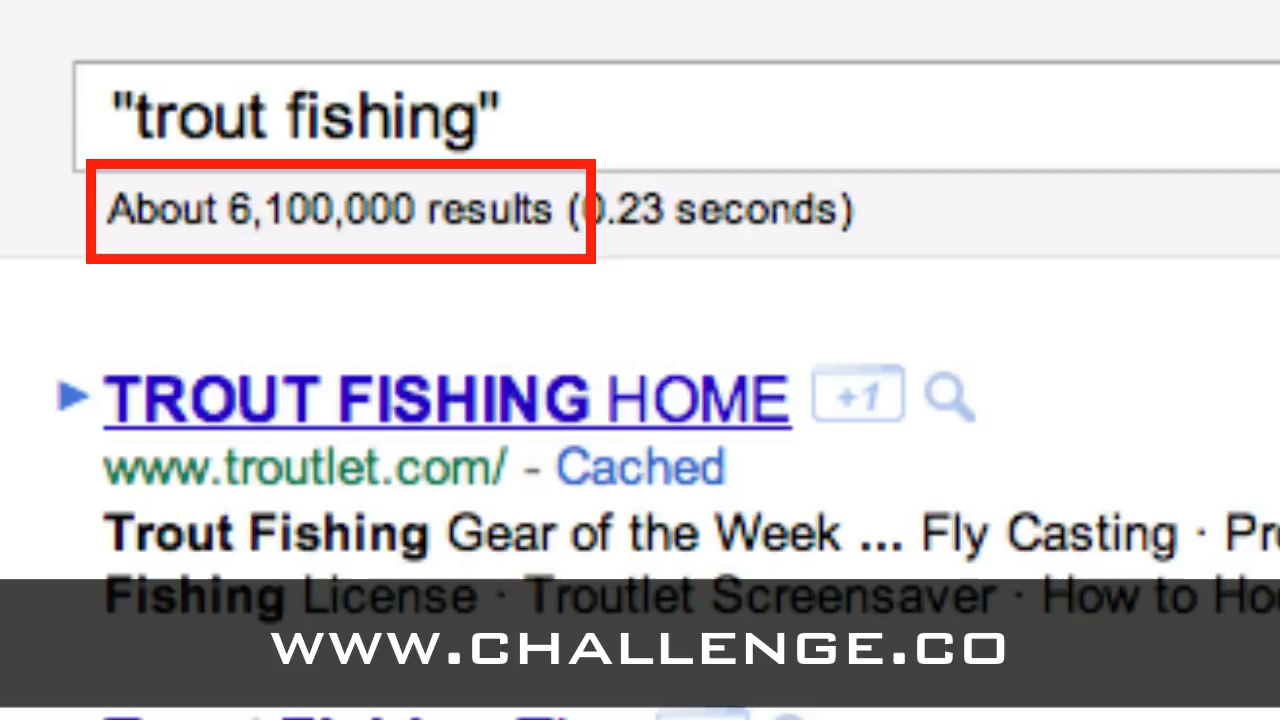 "trout fishing"
About 6,100,000 results (0.23 seconds)
TROUT FISHING HOME +1
www.troutlet.com/ - Cached
Trout Fishing Gear of the Week ... Fly Casting ·
Fishing License · Troutlet Screensaver · How to
WWW.CHALLENGE.CO